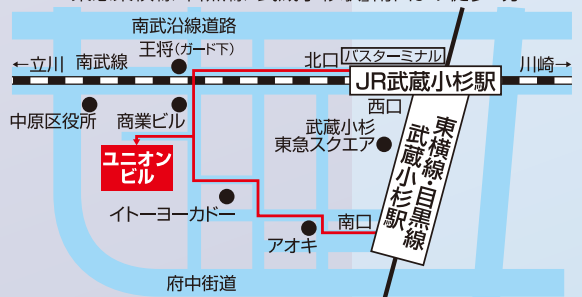 南武沿線道路
王将(ガード下)
北口
バスターミナル
←立川
南武線
JR武蔵小杉駅
川崎→
西口
中原区役所
商業ビル
武蔵小杉
東急スクエア
東横線・目黒線
武蔵小杉駅
ユニオン
ビル
イトーヨーカドー
南口
アオキ
府中街道